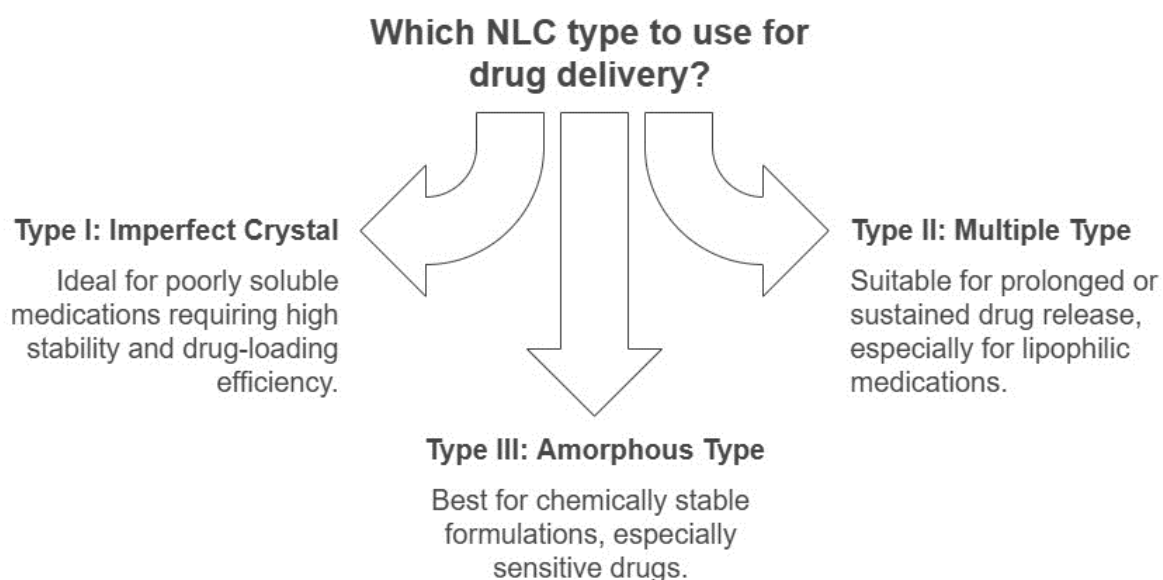 Which NLC type to use for
drug delivery?
Type I: Imperfect Crystal
Ideal for poorly soluble
medications requiring high
stability and drug-loading
efficiency.
Type II: Multiple Type
Suitable for prolonged or
sustained drug release,
especially for lipophilic
medications.
Type III: Amorphous Type
Best for chemically stable
formulations, especially
sensitive drugs.